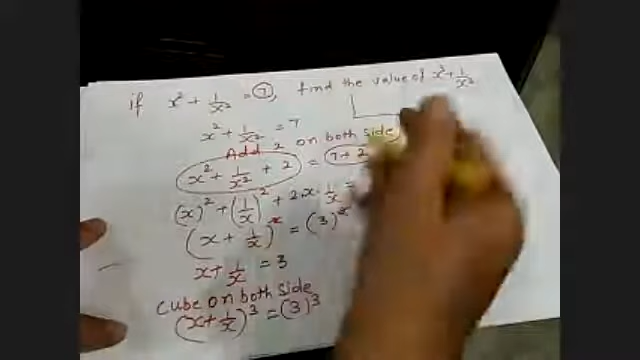 if x² + 1/x² = 7, find the value of x³ + 1/x³
x² + 1/x² = 7
Add 2 on both side
x² + 1/x² + 2 = 7 + 2
(x)² + (1/x)² + 2·x·1/x =
(x + 1/x)² = (3)²
x + 1/x = 3
cube on both side
(x + 1/x)³ = (3)³